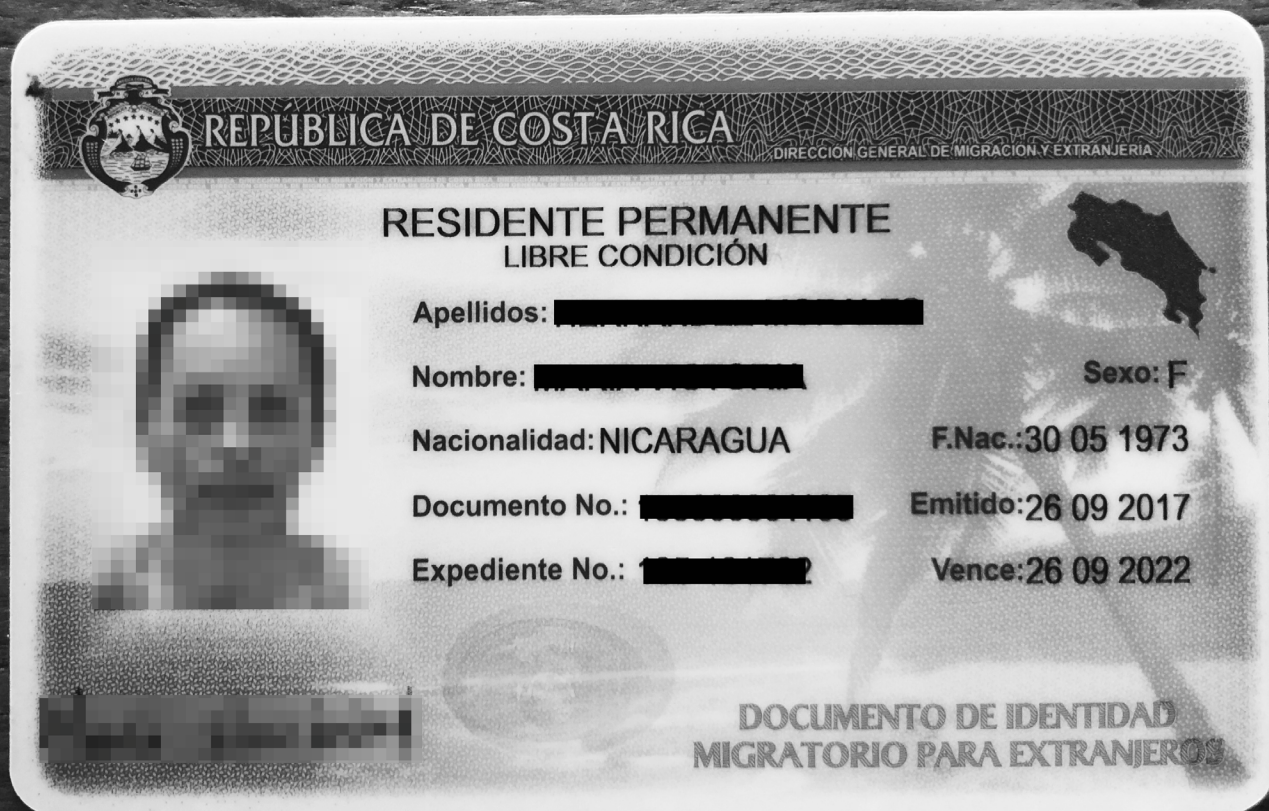 REPÚBLICA DE COSTA RICA
DIRECCIÓN GENERAL DE MIGRACION Y EXTRANJERIA
RESIDENTE PERMANENTE
LIBRE CONDICIÓN
Apellidos:
Nombre:
Sexo: F
Nacionalidad: NICARAGUA
F.Nac.: 30 05 1973
Documento No.:
Emitido: 26 09 2017
Expediente No.:
Vence: 26 09 2022
DOCUMENTO DE IDENTIDAD
MIGRATORIO PARA EXTRANJEROS